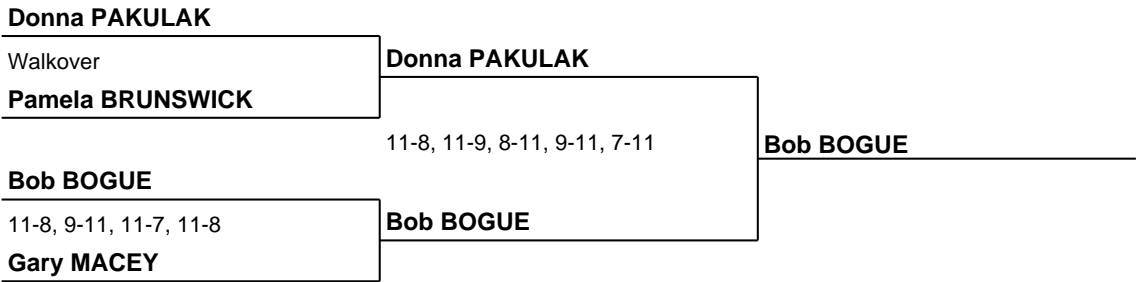 Donna PAKULAK
Walkover
Donna PAKULAK
Pamela BRUNSWICK
11-8, 11-9, 8-11, 9-11, 7-11
Bob BOGUE
Bob BOGUE
11-8, 9-11, 11-7, 11-8
Bob BOGUE
Gary MACEY